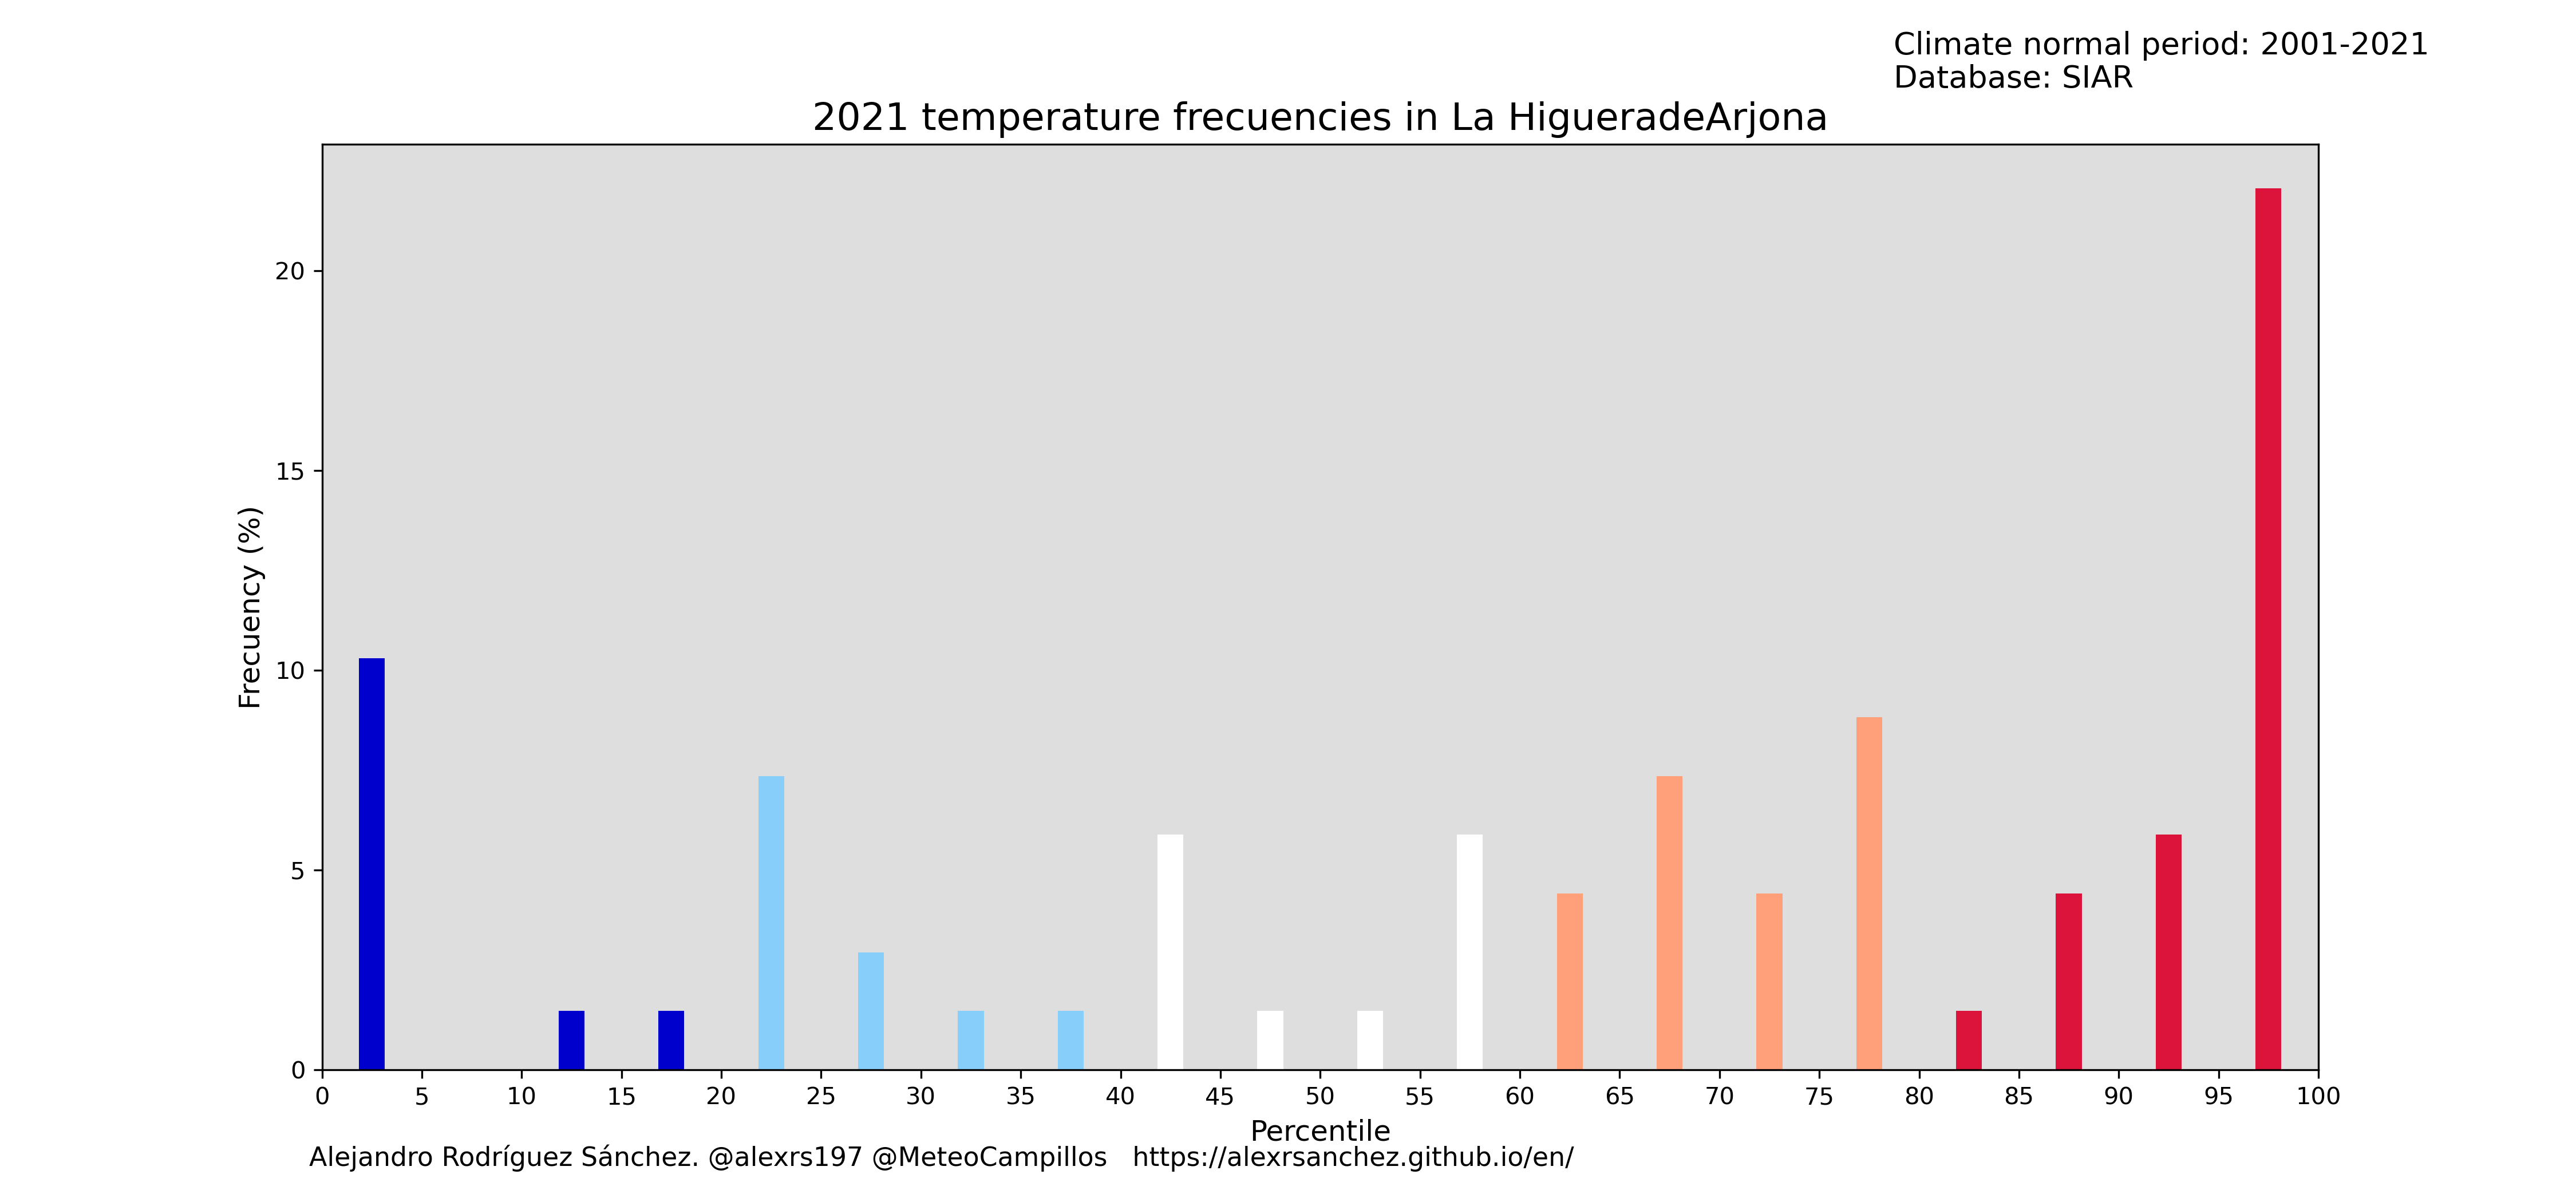 Climate normal period: 2001-2021
Database: SIAR
2021 temperature frecuencies in La HigueradeArjona
20
15
10
5
0
Frecuency (%)
0 5 10 15 20 25 30 35 40 45 50 55 60 65 70 75 80 85 90 95 100
Percentile
Alejandro Rodríguez Sánchez. @alexrs197 @MeteoCampillos https://alexrsanchez.github.io/en/